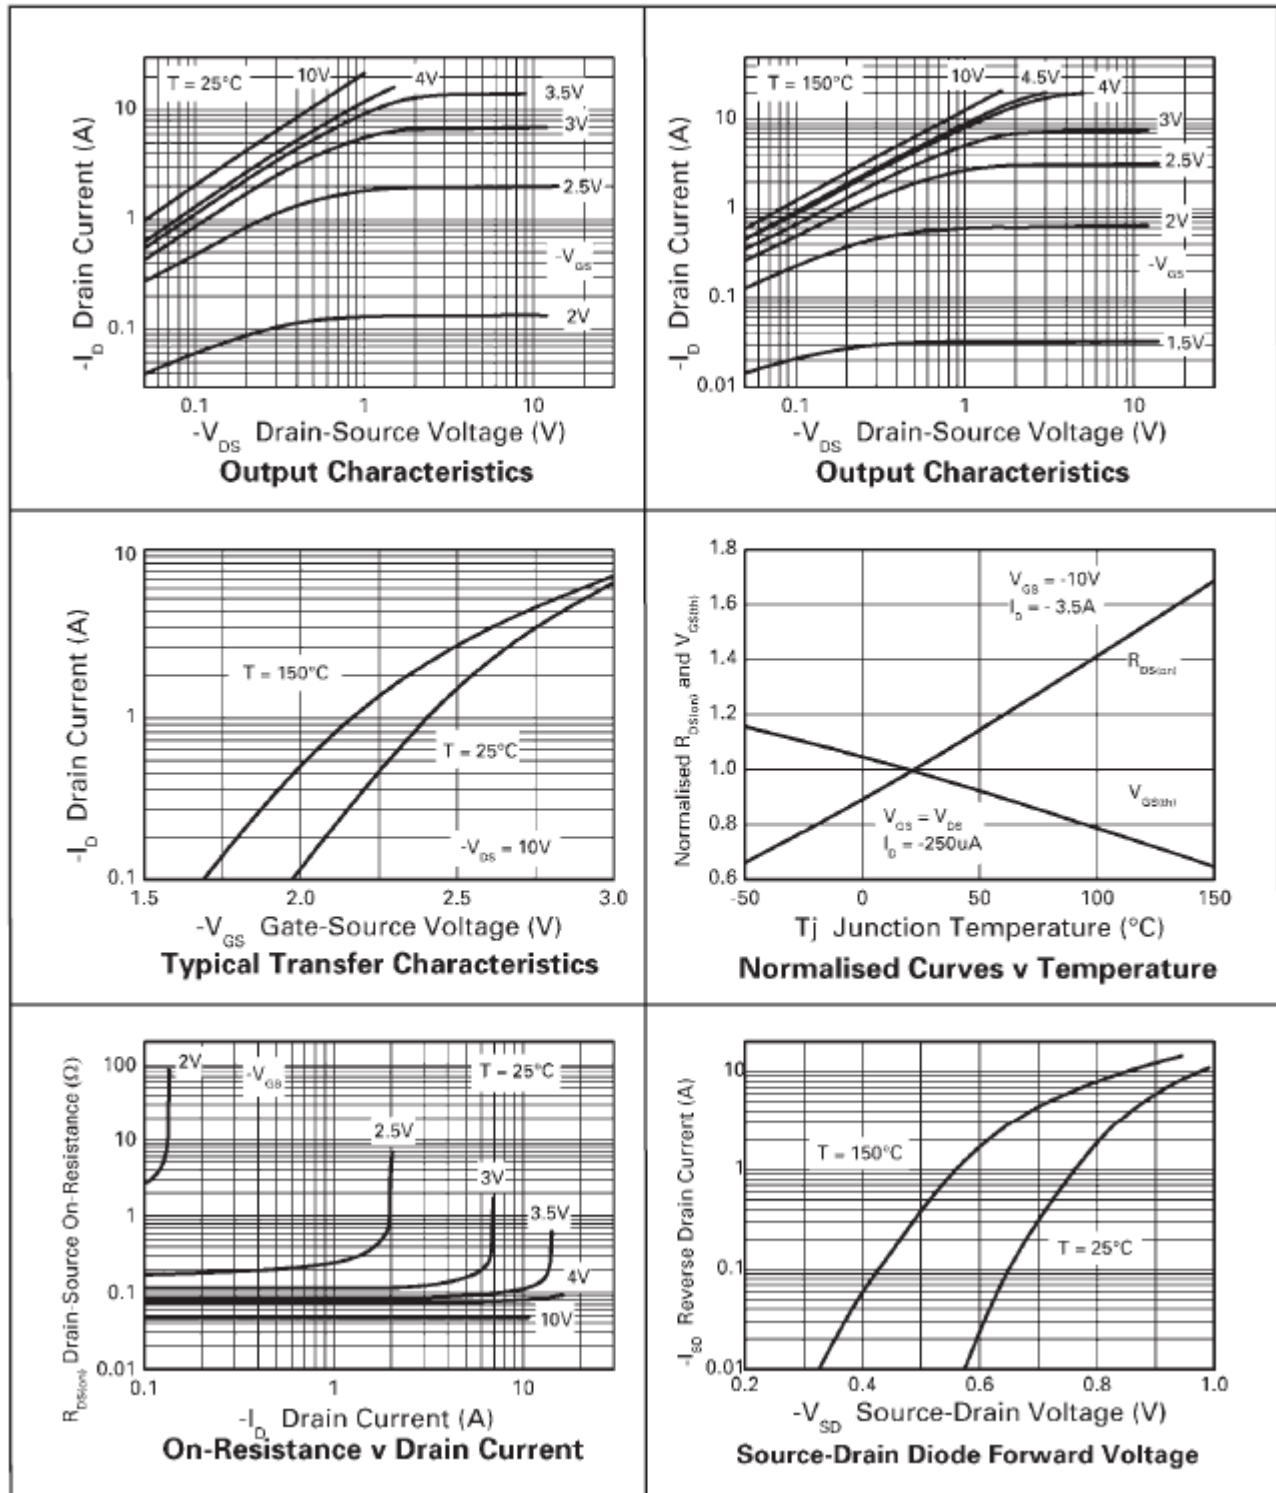 T = 25°C
10V
4V
3.5V
3V
2.5V
-VGS
2V
10
1
0.1
-ID Drain Current (A)
0.1
1
10
-VDS Drain-Source Voltage (V)
Output Characteristics
T = 150°C
10V
4.5V
4V
3V
2.5V
2V
-VGS
1.5V
10
1
0.1
0.01
-ID Drain Current (A)
0.1
1
10
-VDS Drain-Source Voltage (V)
Output Characteristics
10
1
0.1
-ID Drain Current (A)
T = 150°C
T = 25°C
-VDS = 10V
1.5
2.0
2.5
3.0
-VGS Gate-Source Voltage (V)
Typical Transfer Characteristics
1.8
1.6
1.4
1.2
1.0
0.8
0.6
Normalised RDS(on) and VGS(th)
VGS = -10V
ID = - 3.5A
RDS(on)
VGS(th)
VGS = VDS
ID = -250uA
-50
0
50
100
150
Tj Junction Temperature (°C)
Normalised Curves v Temperature
RDS(on) Drain-Source On-Resistance (Ω)
100
10
1
0.1
0.01
2V
-VGS
T = 25°C
2.5V
3V
3.5V
4V
10V
0.1
1
10
-ID Drain Current (A)
On-Resistance v Drain Current
-ISD Reverse Drain Current (A)
10
1
0.1
0.01
T = 150°C
T = 25°C
0.2
0.4
0.6
0.8
1.0
-VSD Source-Drain Voltage (V)
Source-Drain Diode Forward Voltage